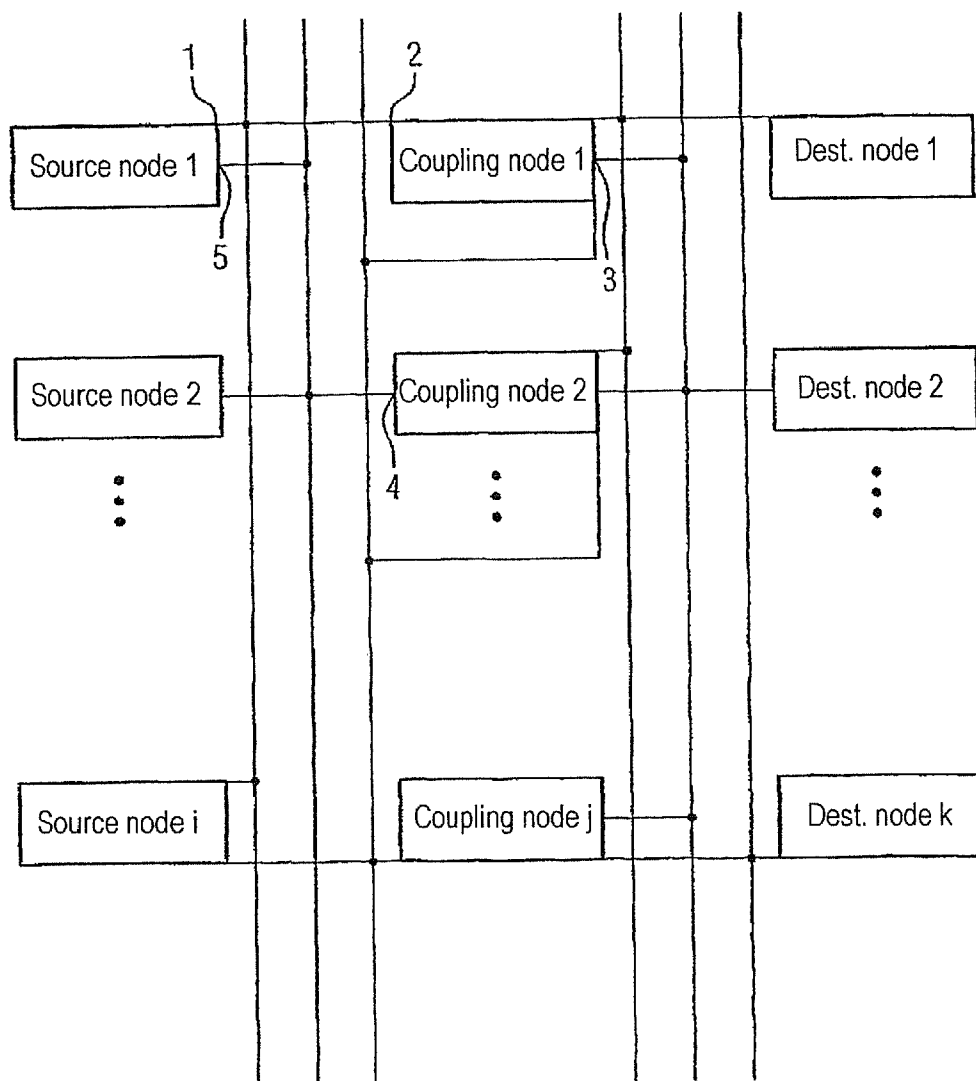 1
2
Source node 1
Coupling node 1
Dest. node 1
5
3
Source node 2
Coupling node 2
Dest. node 2
4
Source node i
Coupling node j
Dest. node k